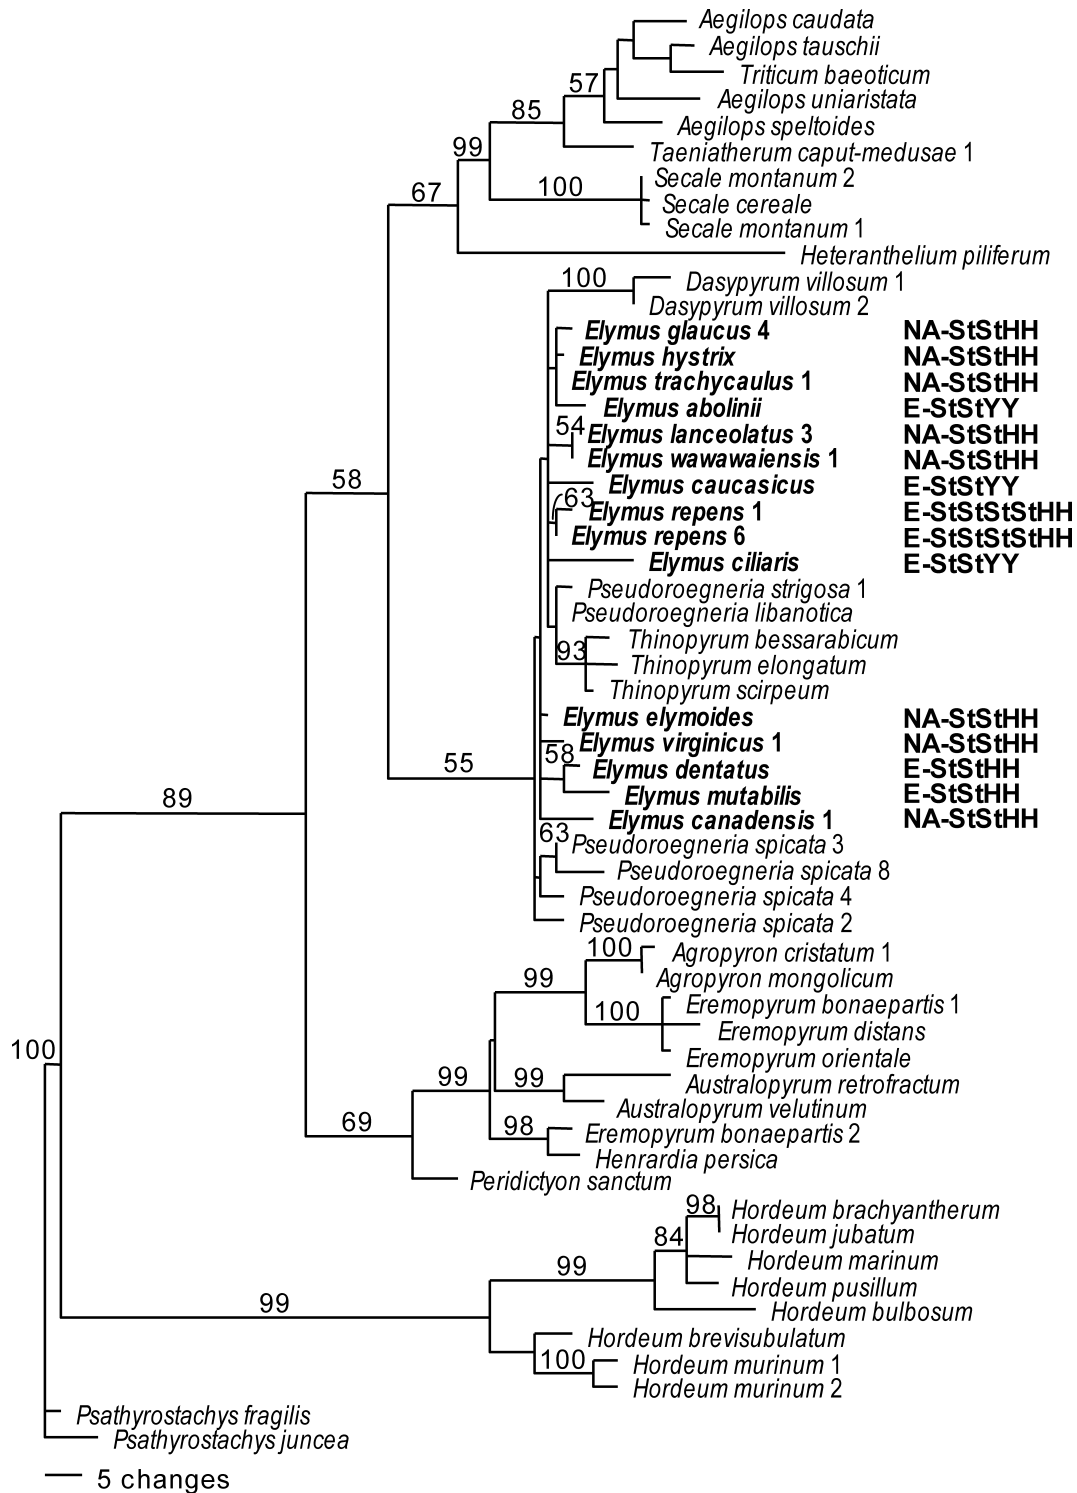 Aegilops caudata
Aegilops tauschii
57 Triticum baeoticum
85 Aegilops uniaristata
Aegilops speltoides
99 Taeniatherum caput-medusae 1
67 100 Secale montanum 2
Secale cereale
Secale montanum 1
Heteranthelium piliferum
100 Dasypyrum villosum 1
Dasypyrum villosum 2
Elymus glaucus 4 NA-StStHH
Elymus hystrix NA-StStHH
Elymus trachycaulus 1 NA-StStHH
Elymus abolinii E-StStYY
54 Elymus lanceolatus 3 NA-StStHH
Elymus wawawaiensis 1 NA-StStHH
58 Elymus caucasicus E-StStYY
63 Elymus repens 1 E-StStStStHH
Elymus repens 6 E-StStStStHH
Elymus ciliaris E-StStYY
Pseudoroegneria strigosa 1
Pseudoroegneria libanotica
Thinopyrum bessarabicum
93 Thinopyrum elongatum
Thinopyrum scirpeum
Elymus elymoides NA-StStHH
Elymus virginicus 1 NA-StStHH
55 58 Elymus dentatus E-StStHH
Elymus mutabilis E-StStHH
89 Elymus canadensis 1 NA-StStHH
63 Pseudoroegneria spicata 3
Pseudoroegneria spicata 8
Pseudoroegneria spicata 4
Pseudoroegneria spicata 2
100 Agropyron cristatum 1
99 Agropyron mongolicum
100 Eremopyrum bonaepartis 1
Eremopyrum distans
100 Eremopyrum orientale
99 99 Australopyrum retrofractum
Australopyrum velutinum
69 98 Eremopyrum bonaepartis 2
Henrardia persica
Peridictyon sanctum
98 Hordeum brachyantherum
84 Hordeum jubatum
99 Hordeum marinum
Hordeum pusillum
99 Hordeum bulbosum
Hordeum brevisubulatum
100 Hordeum murinum 1
Hordeum murinum 2
Psathyrostachys fragilis
Psathyrostachys juncea
5 changes